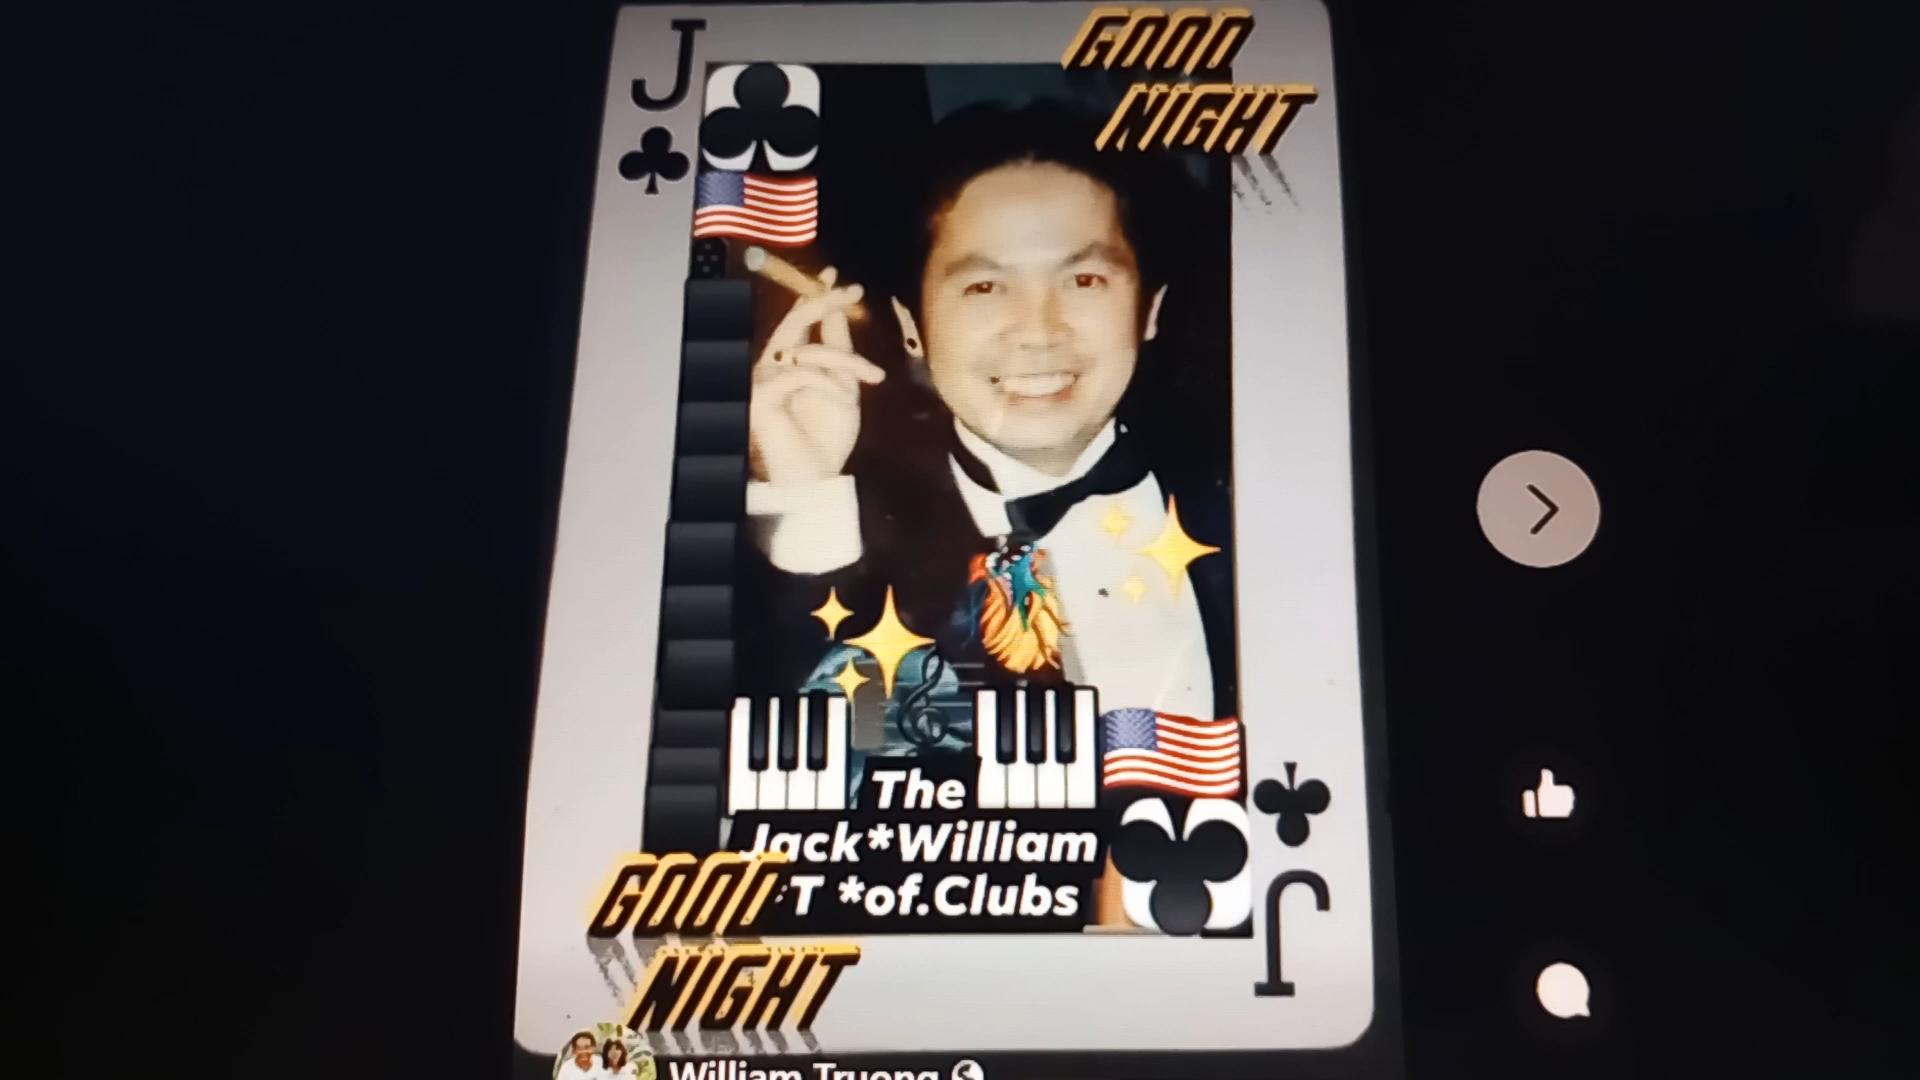 J
GOOD
NIGHT
The
Jack*William
T *of.Clubs
GOOD
NIGHT
J
William Truong